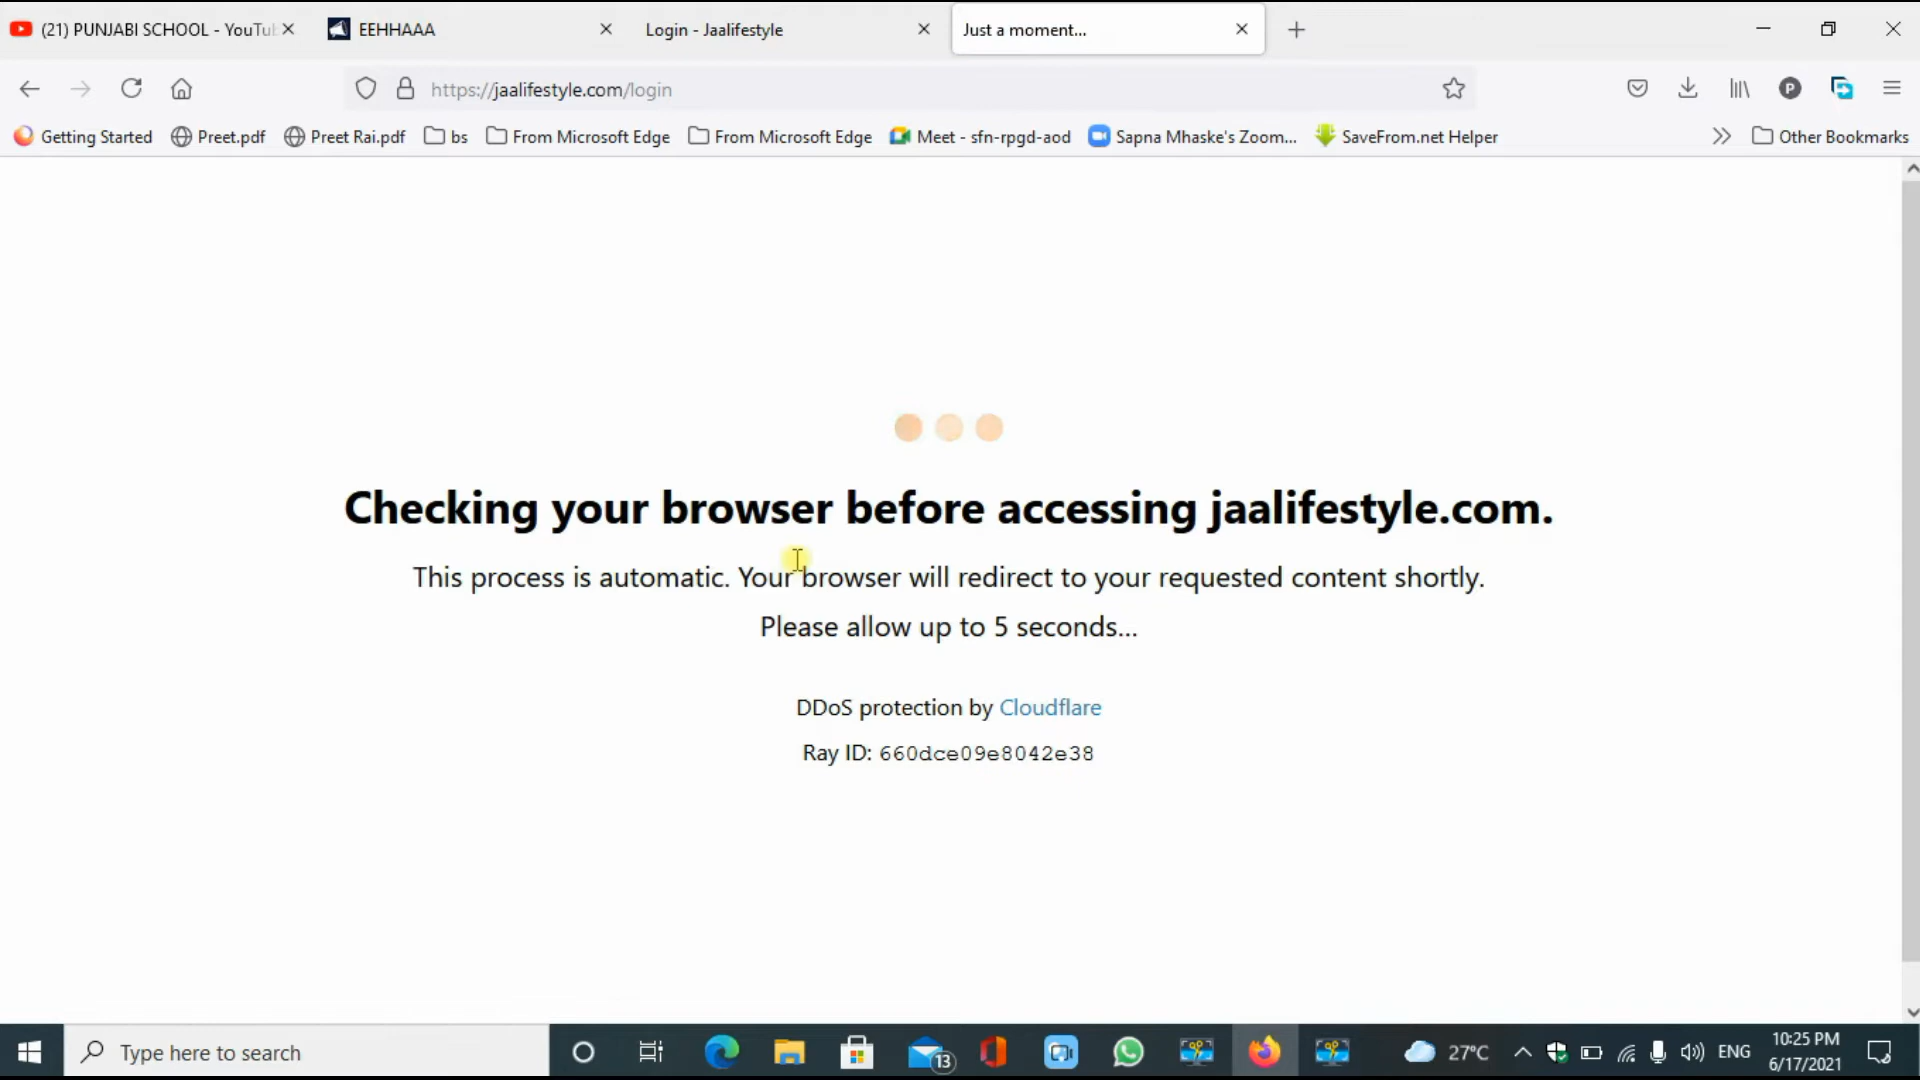 (21) PUNJABI SCHOOL - YouTu
EEHHAAA
Login - Jaalifestyle
Just a moment...
https://jaalifestyle.com/login
Getting Started
Preet.pdf
Preet Rai.pdf
bs
From Microsoft Edge
From Microsoft Edge
Meet - sfn-rpgd-aod
Sapna Mhaske's Zoom...
SaveFrom.net Helper
Other Bookmarks
Checking your browser before accessing jaalifestyle.com.
This process is automatic. Your browser will redirect to your requested content shortly.
Please allow up to 5 seconds...
DDoS protection by Cloudflare
Ray ID: 660dce09e8042e38
Type here to search
13
27°C
ENG
10:25 PM
6/17/2021